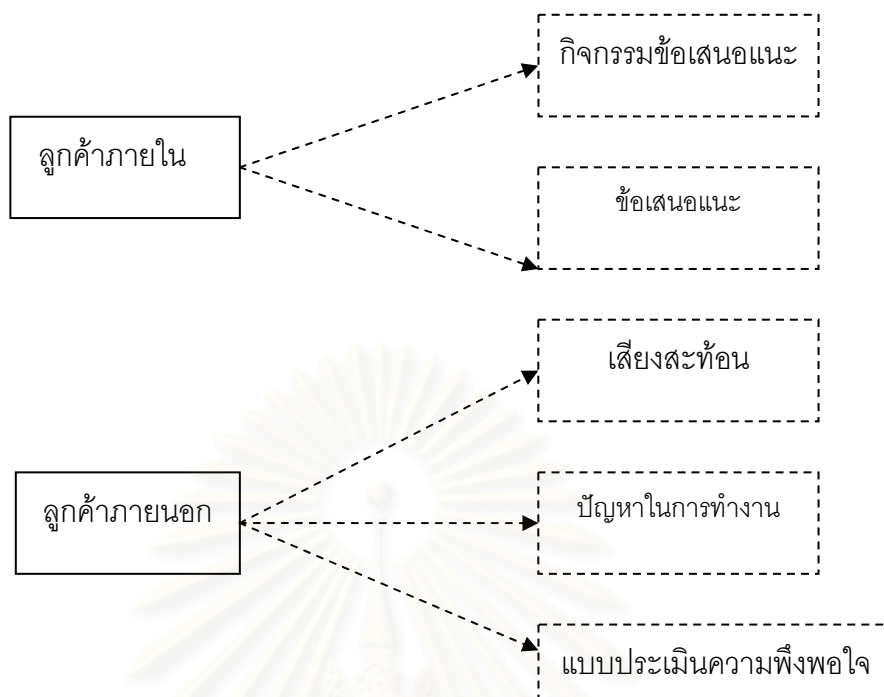 กิจกรรมข้อเสนอแนะ
ลูกค้าภายใน
ข้อเสนอแนะ
เสียงสะท้อน
ลูกค้าภายนอก
ปัญหาในการทำงาน
แบบประเมินความพึงพอใจ